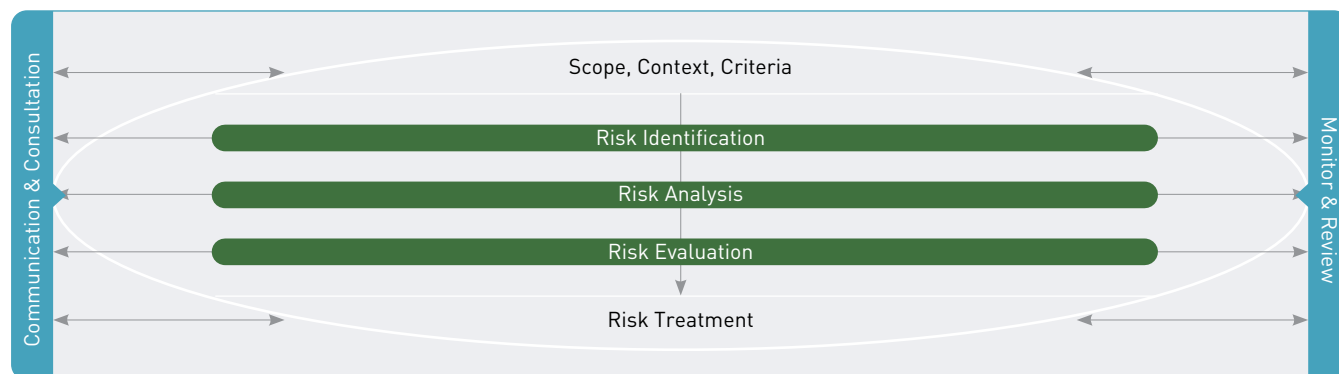 Communication & Consultation
Scope, Context, Criteria
Risk Identification
Risk Analysis
Risk Evaluation
Risk Treatment
Monitor & Review